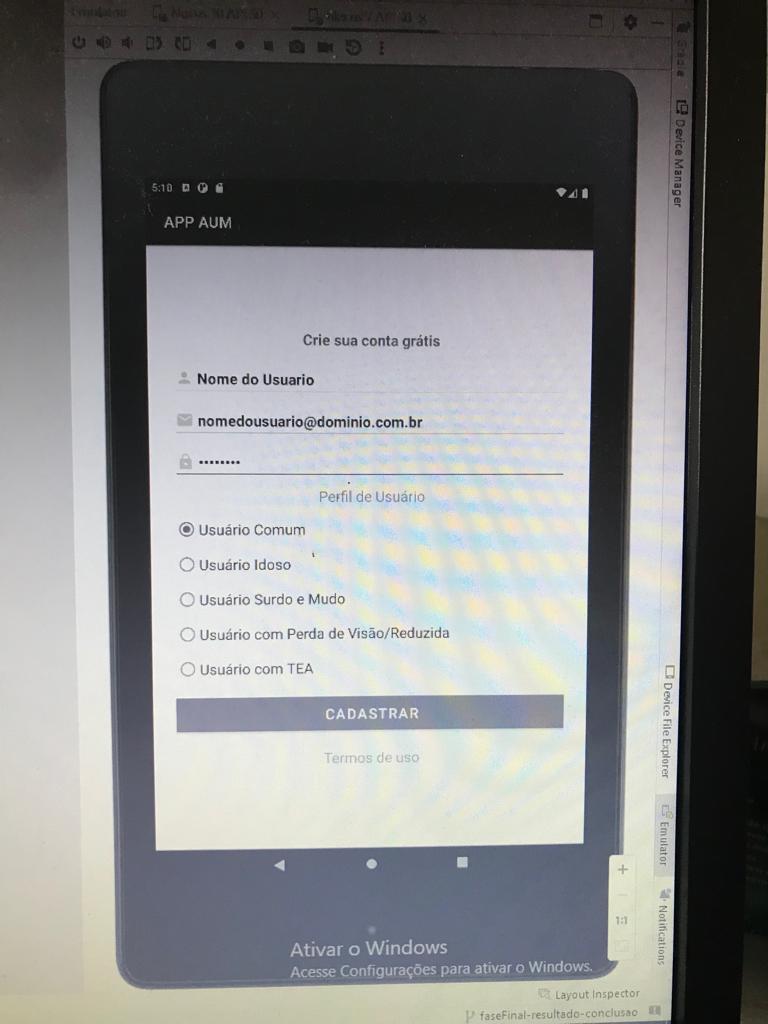 Emulator
Gradle
Device Manager
5:10
APP AUM
Crie sua conta grátis
Nome do Usuario
nomedousuario@dominio.com.br
••••••••
Perfil de Usuário
Usuário Comum
Usuário Idoso
Usuário Surdo e Mudo
Usuário com Perda de Visão/Reduzida
Usuário com TEA
CADASTRAR
Termos de uso
Device File Explorer
Emulator
Notifications
1:1
Ativar o Windows
Acesse Configurações para ativar o Windows.
Layout Inspector
faseFinal-resultado-conclusao